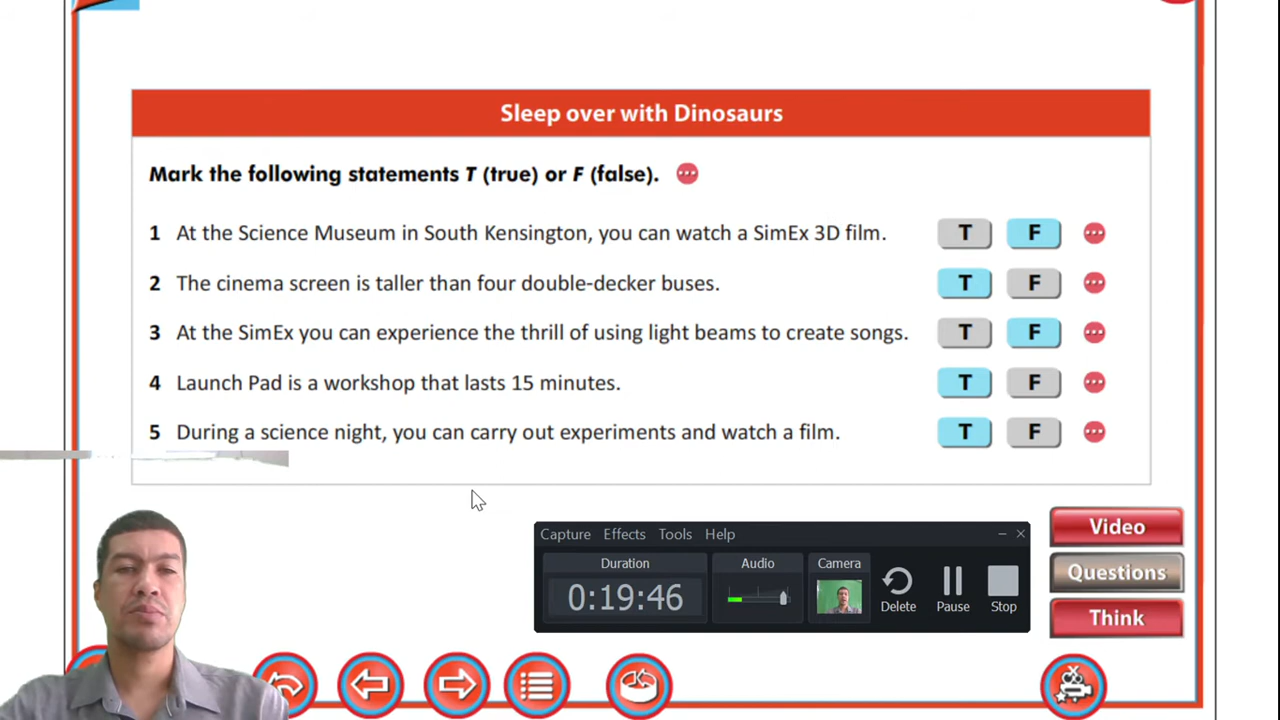 Sleep over with Dinosaurs
Mark the following statements T (true) or F (false).
1 At the Science Museum in South Kensington, you can watch a SimEx 3D film. T F
2 The cinema screen is taller than four double-decker buses. T F
3 At the SimEx you can experience the thrill of using light beams to create songs. T F
4 Launch Pad is a workshop that lasts 15 minutes. T F
5 During a science night, you can carry out experiments and watch a film. T F
Capture Effects Tools Help
Duration Audio Camera
0:19:46
Delete Pause Stop
Video
Questions
Think